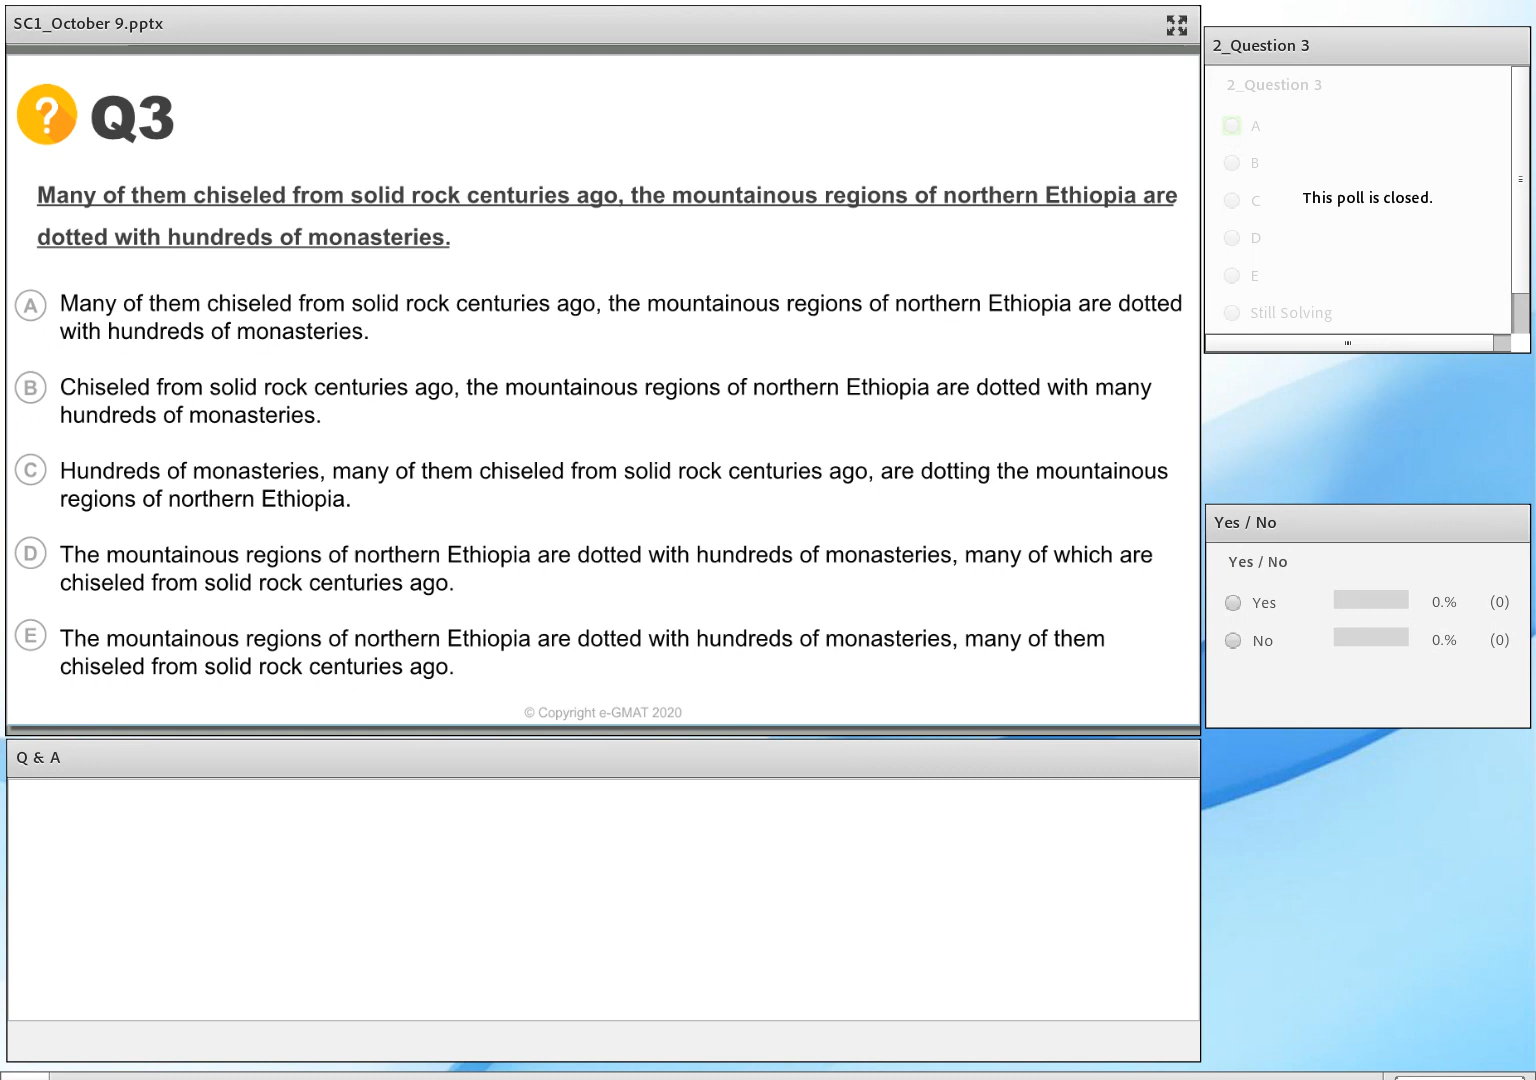 SC1_October 9.pptx
Q3
Many of them chiseled from solid rock centuries ago, the mountainous regions of northern Ethiopia are
dotted with hundreds of monasteries.
A Many of them chiseled from solid rock centuries ago, the mountainous regions of northern Ethiopia are dotted
with hundreds of monasteries.
B Chiseled from solid rock centuries ago, the mountainous regions of northern Ethiopia are dotted with many
hundreds of monasteries.
C Hundreds of monasteries, many of them chiseled from solid rock centuries ago, are dotting the mountainous
regions of northern Ethiopia.
D The mountainous regions of northern Ethiopia are dotted with hundreds of monasteries, many of which are
chiseled from solid rock centuries ago.
E The mountainous regions of northern Ethiopia are dotted with hundreds of monasteries, many of them
chiseled from solid rock centuries ago.
© Copyright e-GMAT 2020
Q & A
2_Question 3
2_Question 3
A
B
C
This poll is closed.
D
E
Still Solving
Yes / No
Yes / No
Yes 0.% (0)
No 0.% (0)